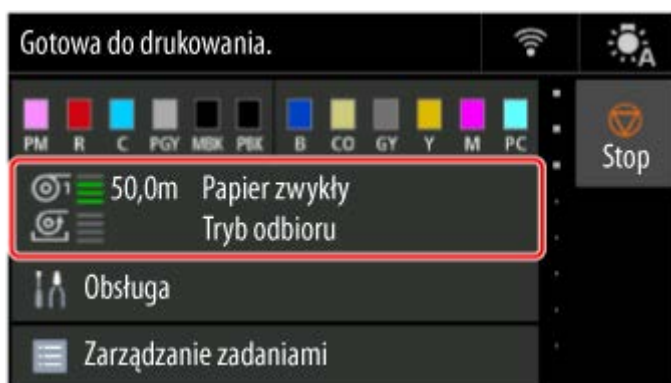 Gotowa do drukowania.
A
PM R C PGY MBK PBK B CO GY Y M PC
Stop
1 50,0m Papier zwykły
Tryb odbioru
Obsługa
Zarządzanie zadaniami